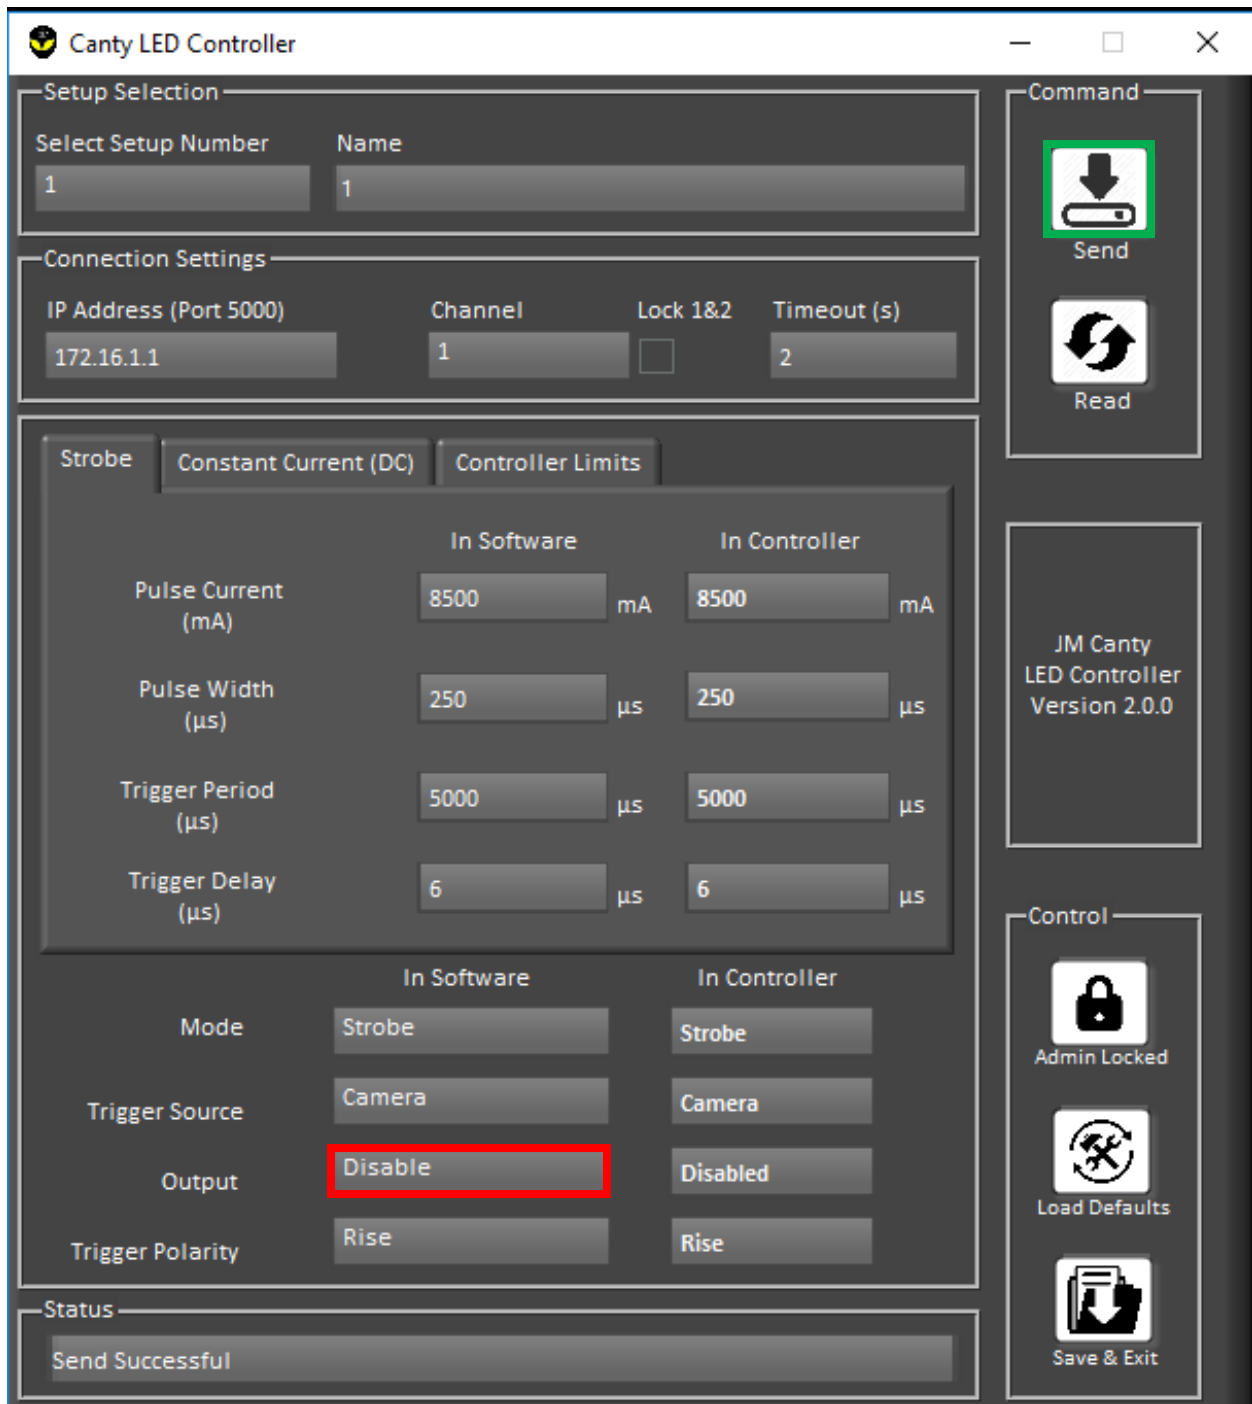 Canty LED Controller
Setup Selection
Select Setup Number Name
1 1
Connection Settings
IP Address (Port 5000) Channel Lock 1&2 Timeout (s)
172.16.1.1 1 2
Strobe Constant Current (DC) Controller Limits
In Software In Controller
Pulse Current
(mA)
8500 mA 8500 mA
Pulse Width
(µs)
250 µs 250 µs
Trigger Period
(µs)
5000 µs 5000 µs
Trigger Delay
(µs)
6 µs 6 µs
In Software In Controller
Mode Strobe Strobe
Trigger Source Camera Camera
Output Disable Disabled
Trigger Polarity Rise Rise
Status
Send Successful
Command
Send
Read
JM Canty
LED Controller
Version 2.0.0
Control
Admin Locked
Load Defaults
Save & Exit